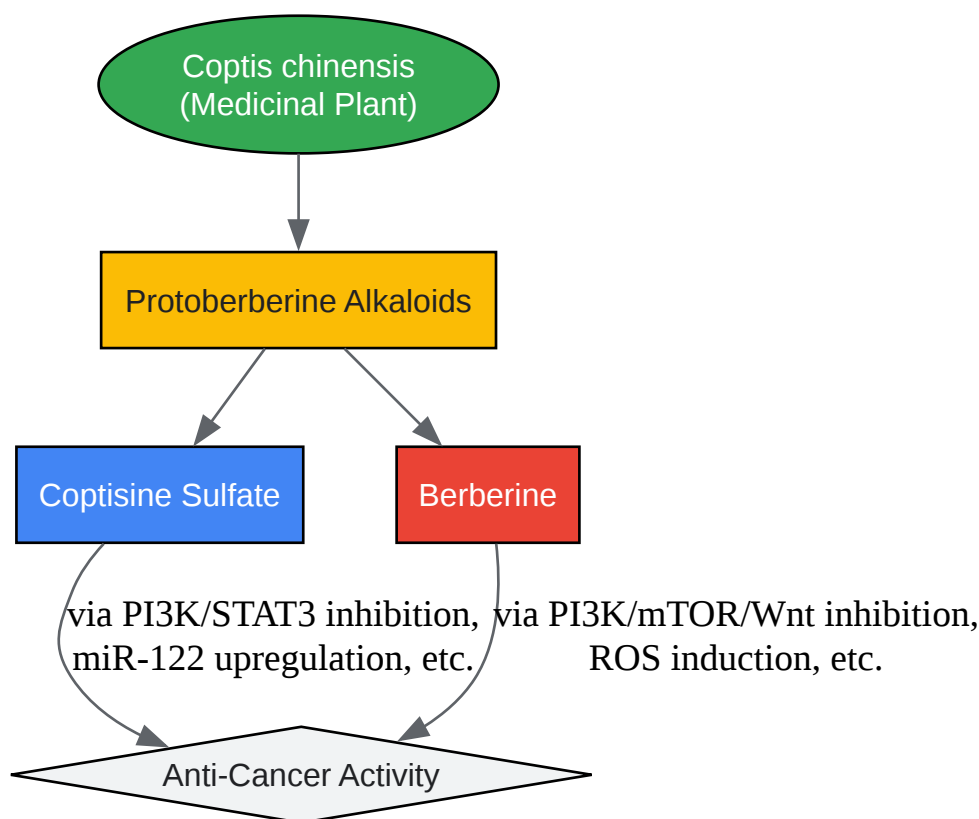 Coptis chinensis
(Medicinal Plant)
Protoberberine Alkaloids
Coptisine Sulfate
Berberine
via PI3K/STAT3 inhibition,
miR-122 upregulation, etc.
via PI3K/mTOR/Wnt inhibition,
ROS induction, etc.
Anti-Cancer Activity